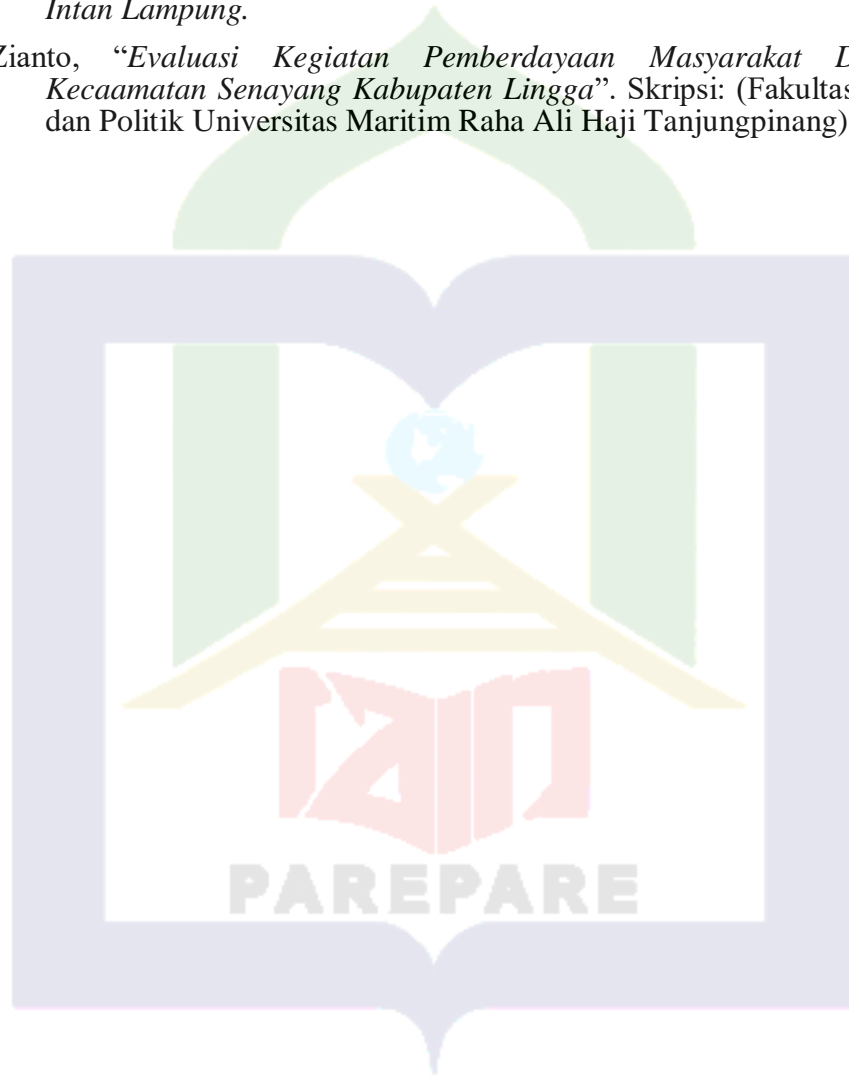 Intan Lampung.
Zianto, “Evaluasi Kegiatan Pemberdayaan Masyarakat D
Kecaamatan Senayang Kabupaten Lingga”. Skripsi: (Fakultas
dan Politik Universitas Maritim Raha Ali Haji Tanjungpinang)
iain
PAREPARE